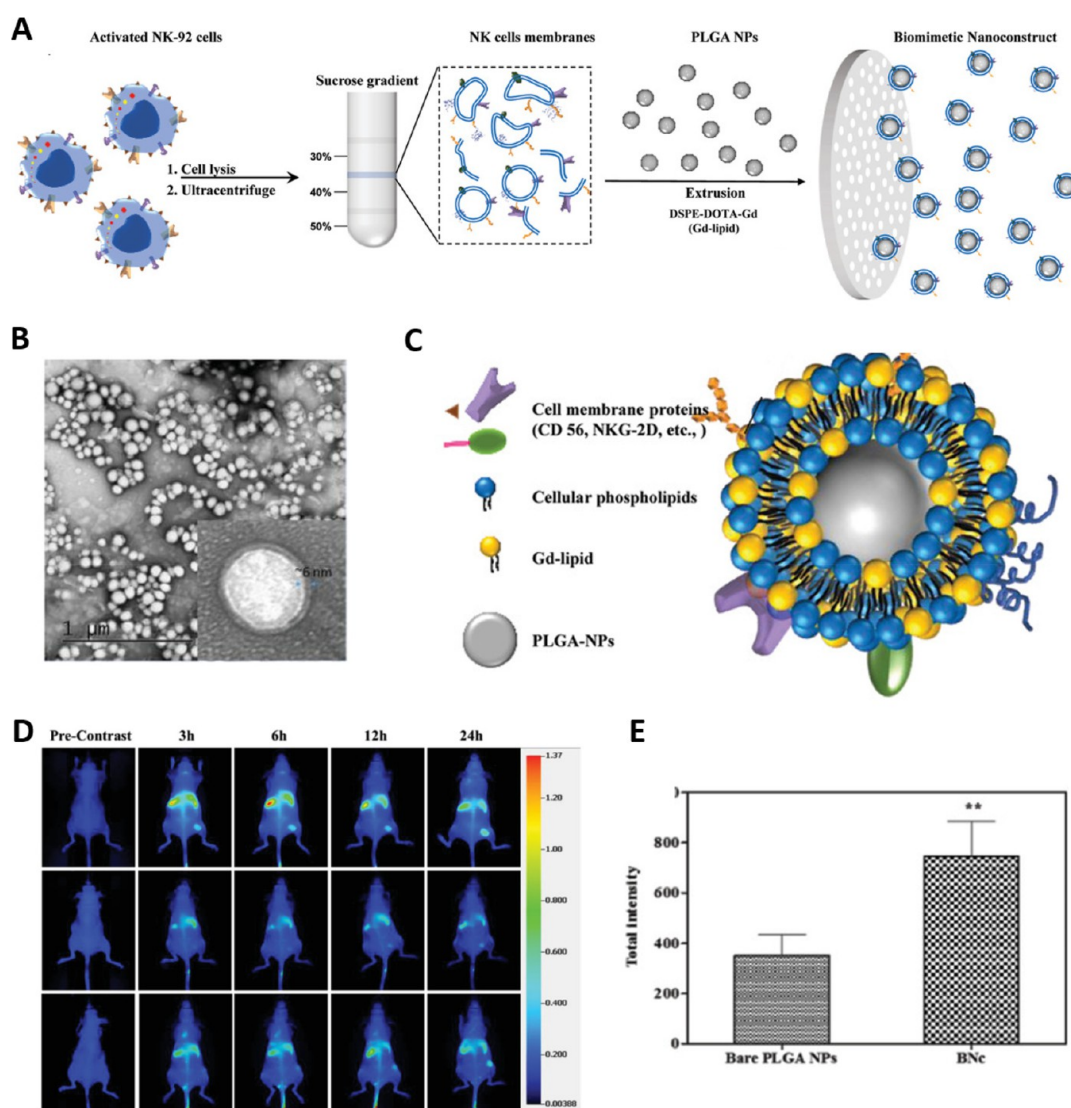 A
Activated NK-92 cells
NK cells membranes
PLGA NPs
Biomimetic Nanoconstruct
Sucrose gradient
1. Cell lysis
2. Ultracentrifuge
30%
40%
50%
Extrusion
DSPE-DOTA-Gd
(Gd-lipid)
B
~6 nm
1 μm
C
Cell membrane proteins
(CD 56, NKG-2D, etc., )
Cellular phospholipids
Gd-lipid
PLGA-NPs
D
Pre-Contrast 3h 6h 12h 24h
1.37
1.20
1.00
0.800
0.600
0.400
0.200
0.00388
E
**
800
600
400
200
0
Total intensity
Bare PLGA NPs
BNc